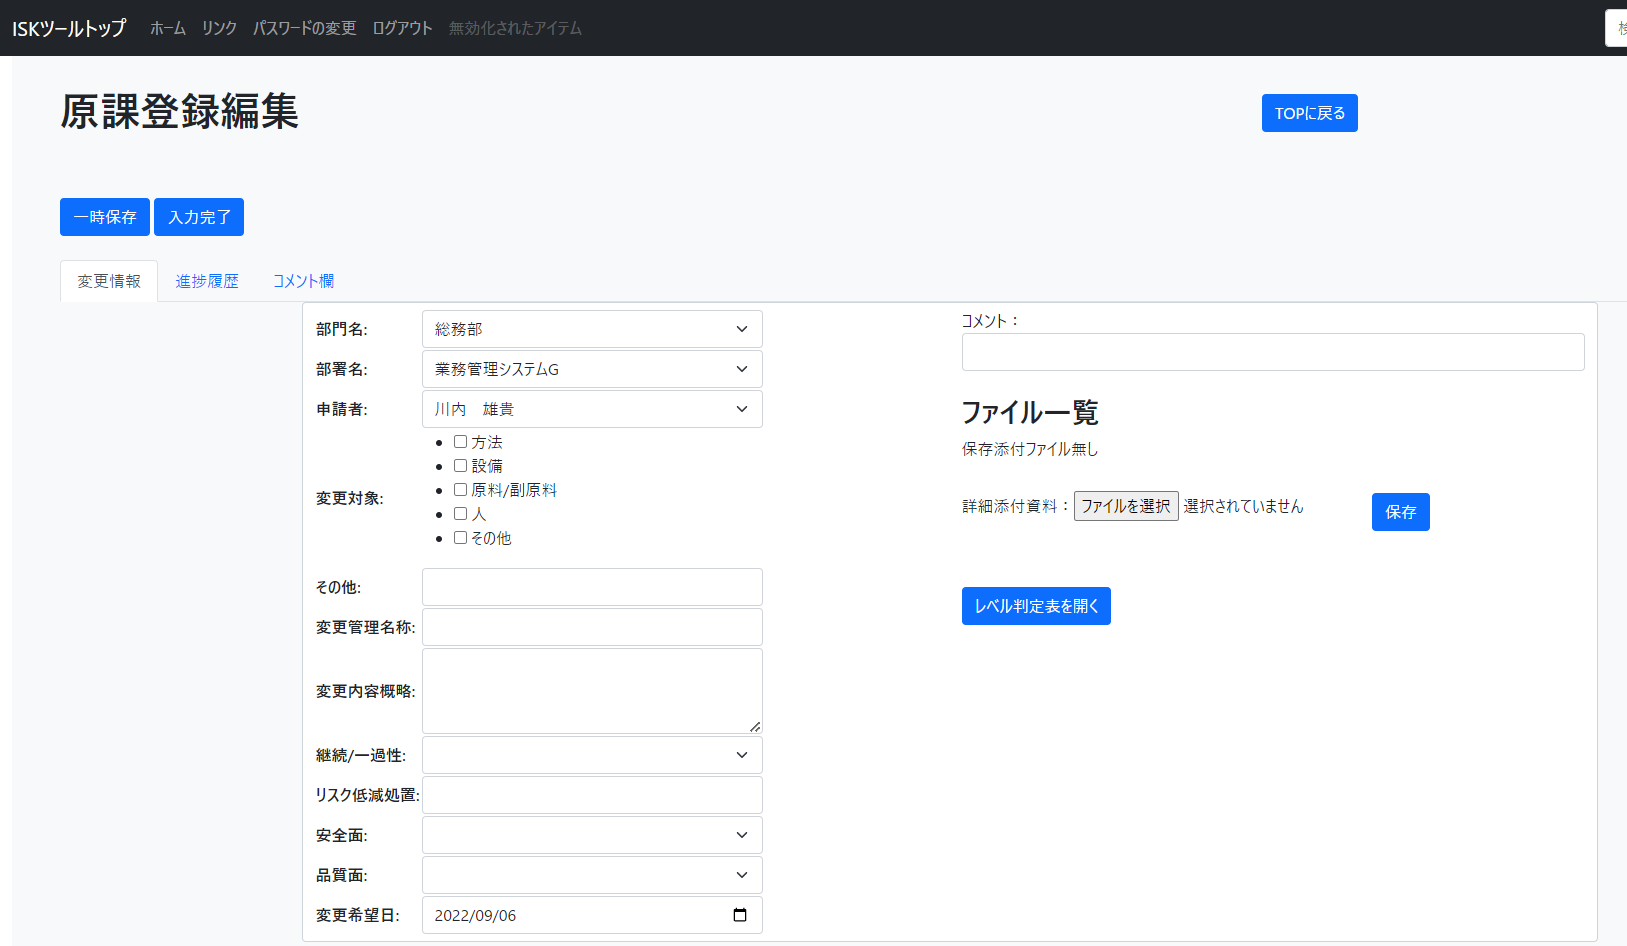 ISKツールトップ ホーム リンク パスワードの変更 ログアウト 無効化されたアイテム
原課登録編集
TOPに戻る
一時保存 入力完了
変更情報 進捗履歴 コメント欄
部門名: 総務部
部署名: 業務管理システムG
申請者: 川内　雄貴
変更対象:
方法
設備
原料/副原料
人
その他
その他:
変更管理名称:
変更内容概略:
継続/一過性:
リスク低減処置:
安全面:
品質面:
変更希望日: 2022/09/06
コメント：
ファイル一覧
保存添付ファイル無し
詳細添付資料： ファイルを選択 選択されていません 保存
レベル判定表を開く